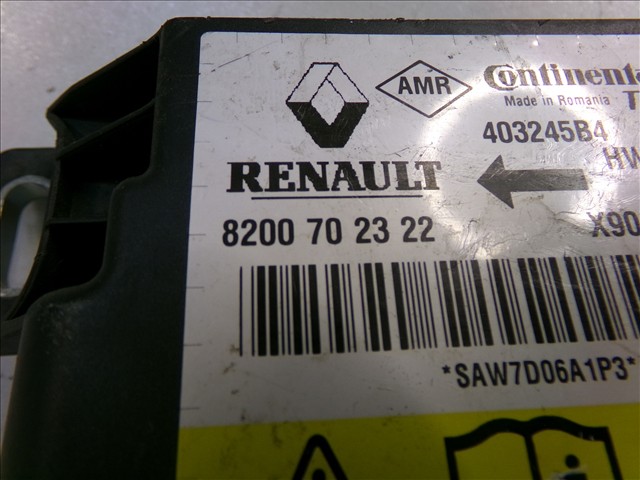 AMR
Made in Romania
403245B4
RENAULT
8200 70 23 22
*SAW7D06A1P3*